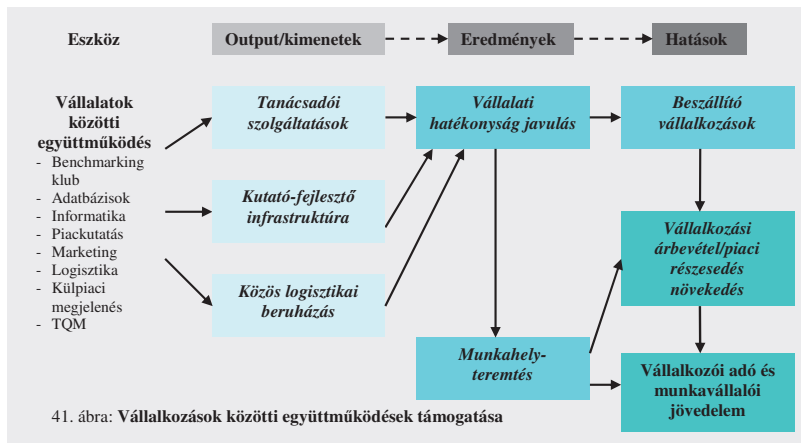 Eszköz
Output/kimenetek
Eredmények
Hatások
Vállalatok
közötti
együttműködés
- Benchmarking
klub
- Adatbázisok
- Informatika
- Piackutatás
- Marketing
- Logisztika
- Külpiaci
megjelenés
- TQM
Tanácsadói
szolgáltatások
Kutató-fejlesztő
infrastruktúra
Közös logisztikai
beruházás
Vállalati
hatékonyság javulás
Munkahely-
teremtés
Beszállító
vállalkozások
Vállalkozási
árbevétel/piaci
részesedés
növekedés
Vállalkozói adó és
munkavállalói
jövedelem
41. ábra: Vállalkozások közötti együttműködések támogatása